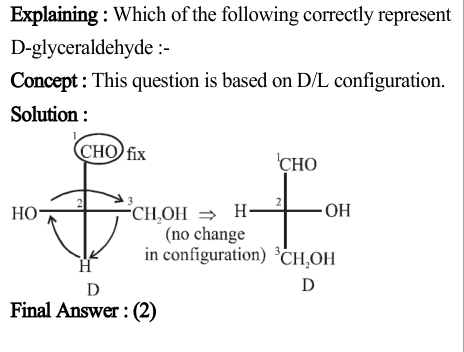 Explaining : Which of the following correctly represent
D-glyceraldehyde :-
Concept : This question is based on D/L configuration.
Solution :
1
CHO fix
1CHO
HO 2 3 CH2OH ⇒ H 2 OH
(no change
in configuration)
H
3CH2OH
D D
Final Answer : (2)